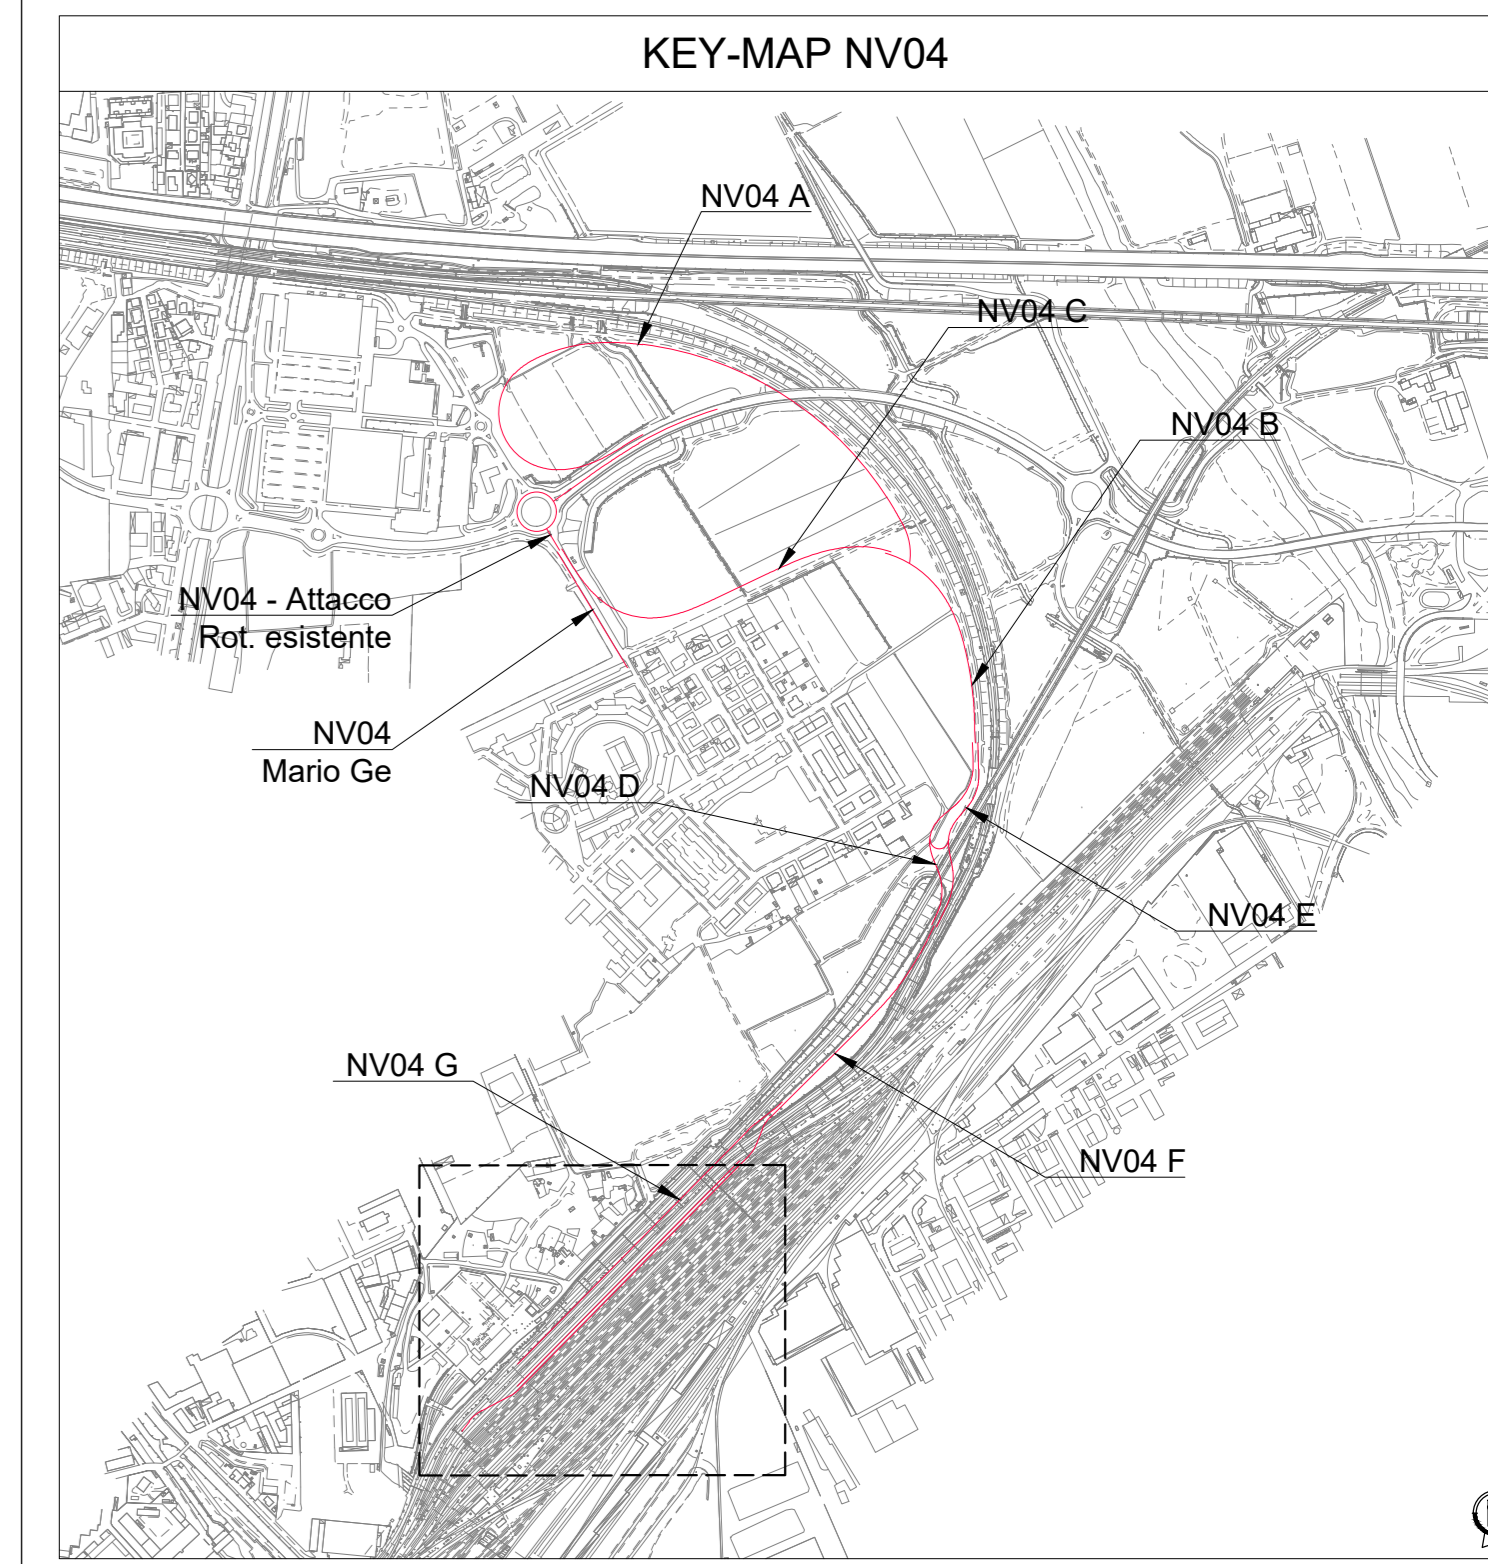 KEY-MAP NV04
NV04 A
NV04 C
NV04 B
NV04 - Attacco
Rot. esistente
NV04
Mario Ge
NV04 D
NV04 E
NV04 G
NV04 F